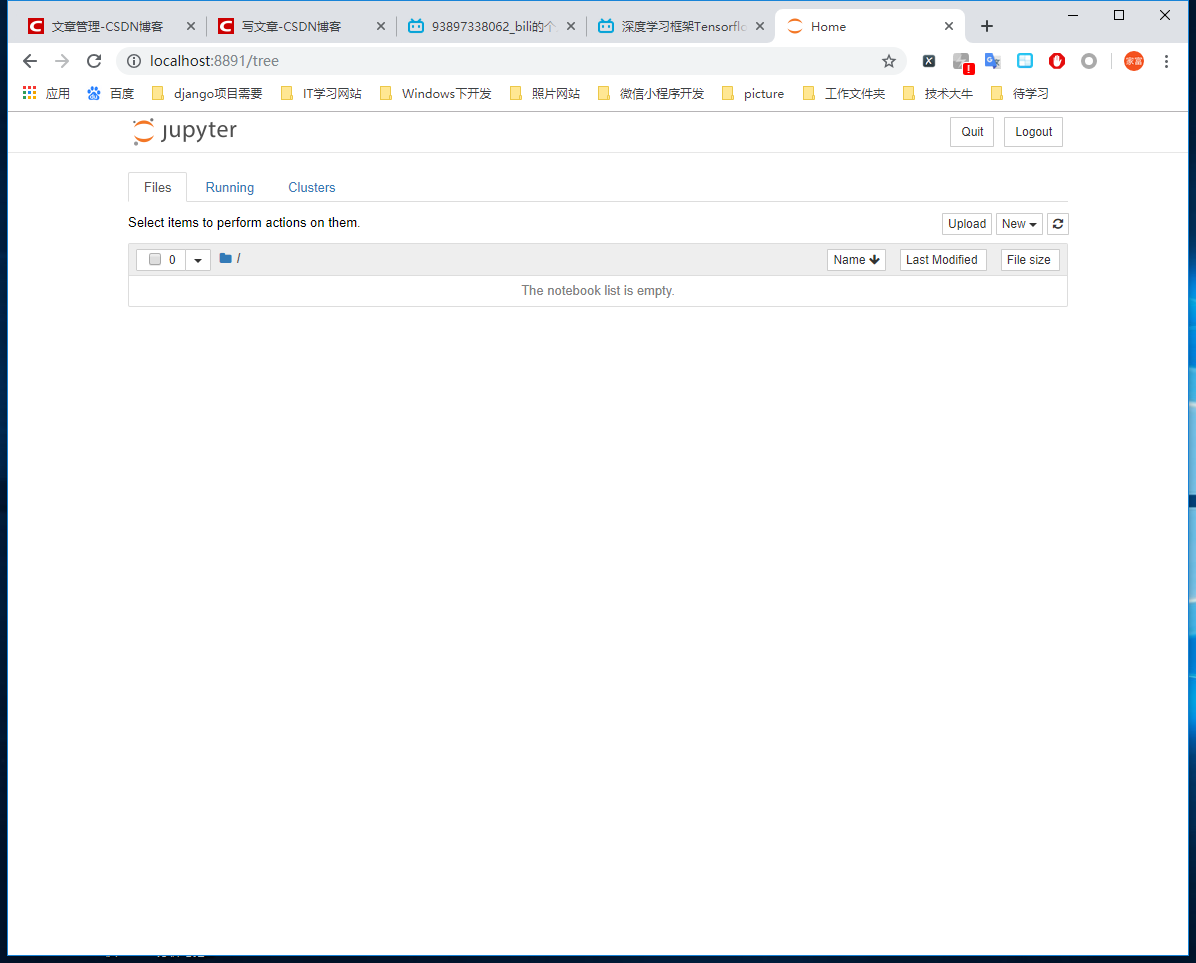 文章管理-CSDN博客 写文章-CSDN博客 93897338062_bili的个 深度学习框架Tensorflo Home
localhost:8891/tree 家富
应用 百度 django项目需要 IT学习网站 Windows下开发 照片网站 微信小程序开发 picture 工作文件夹 技术大牛 待学习
jupyter Quit Logout
Files Running Clusters
Select items to perform actions on them. Upload New
0 / Name Last Modified File size
The notebook list is empty.